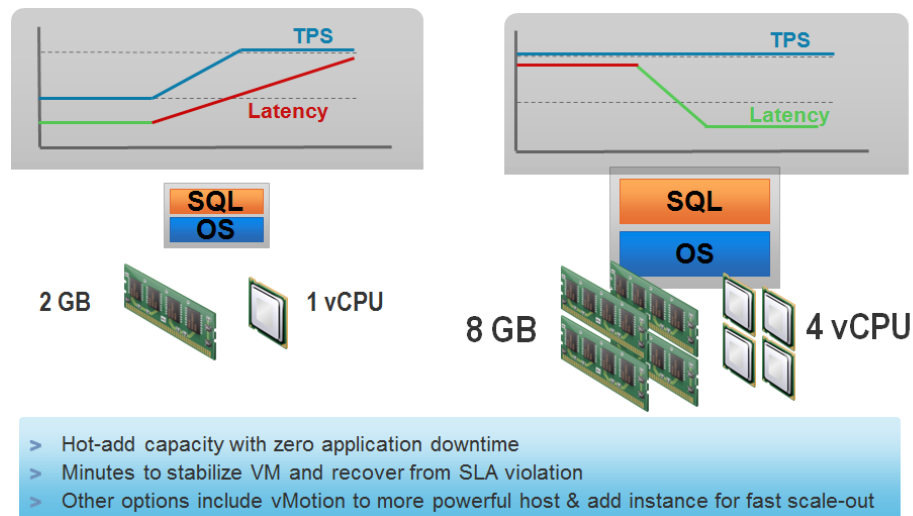 TPS
Latency
TPS
Latency
SQL
OS
SQL
OS
2 GB
1 vCPU
8 GB
4 vCPU
> Hot-add capacity with zero application downtime
> Minutes to stabilize VM and recover from SLA violation
> Other options include vMotion to more powerful host & add instance for fast scale-out